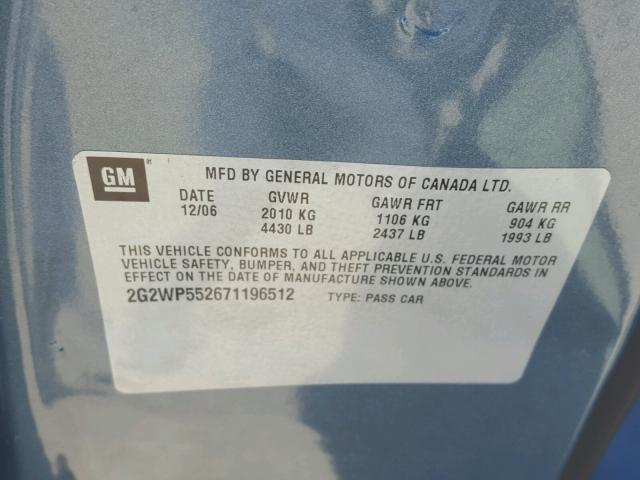 GM MFD BY GENERAL MOTORS OF CANADA LTD.
DATE GVWR GAWR FRT GAWR RR
12/06 2010 KG 1106 KG 904 KG
4430 LB 2437 LB 1993 LB
THIS VEHICLE CONFORMS TO ALL APPLICABLE U.S. FEDERAL MOTOR
VEHICLE SAFETY, BUMPER, AND THEFT PREVENTION STANDARDS IN
EFFECT ON THE DATE OF MANUFACTURE SHOWN ABOVE.
2G2WP552671196512 TYPE: PASS CAR